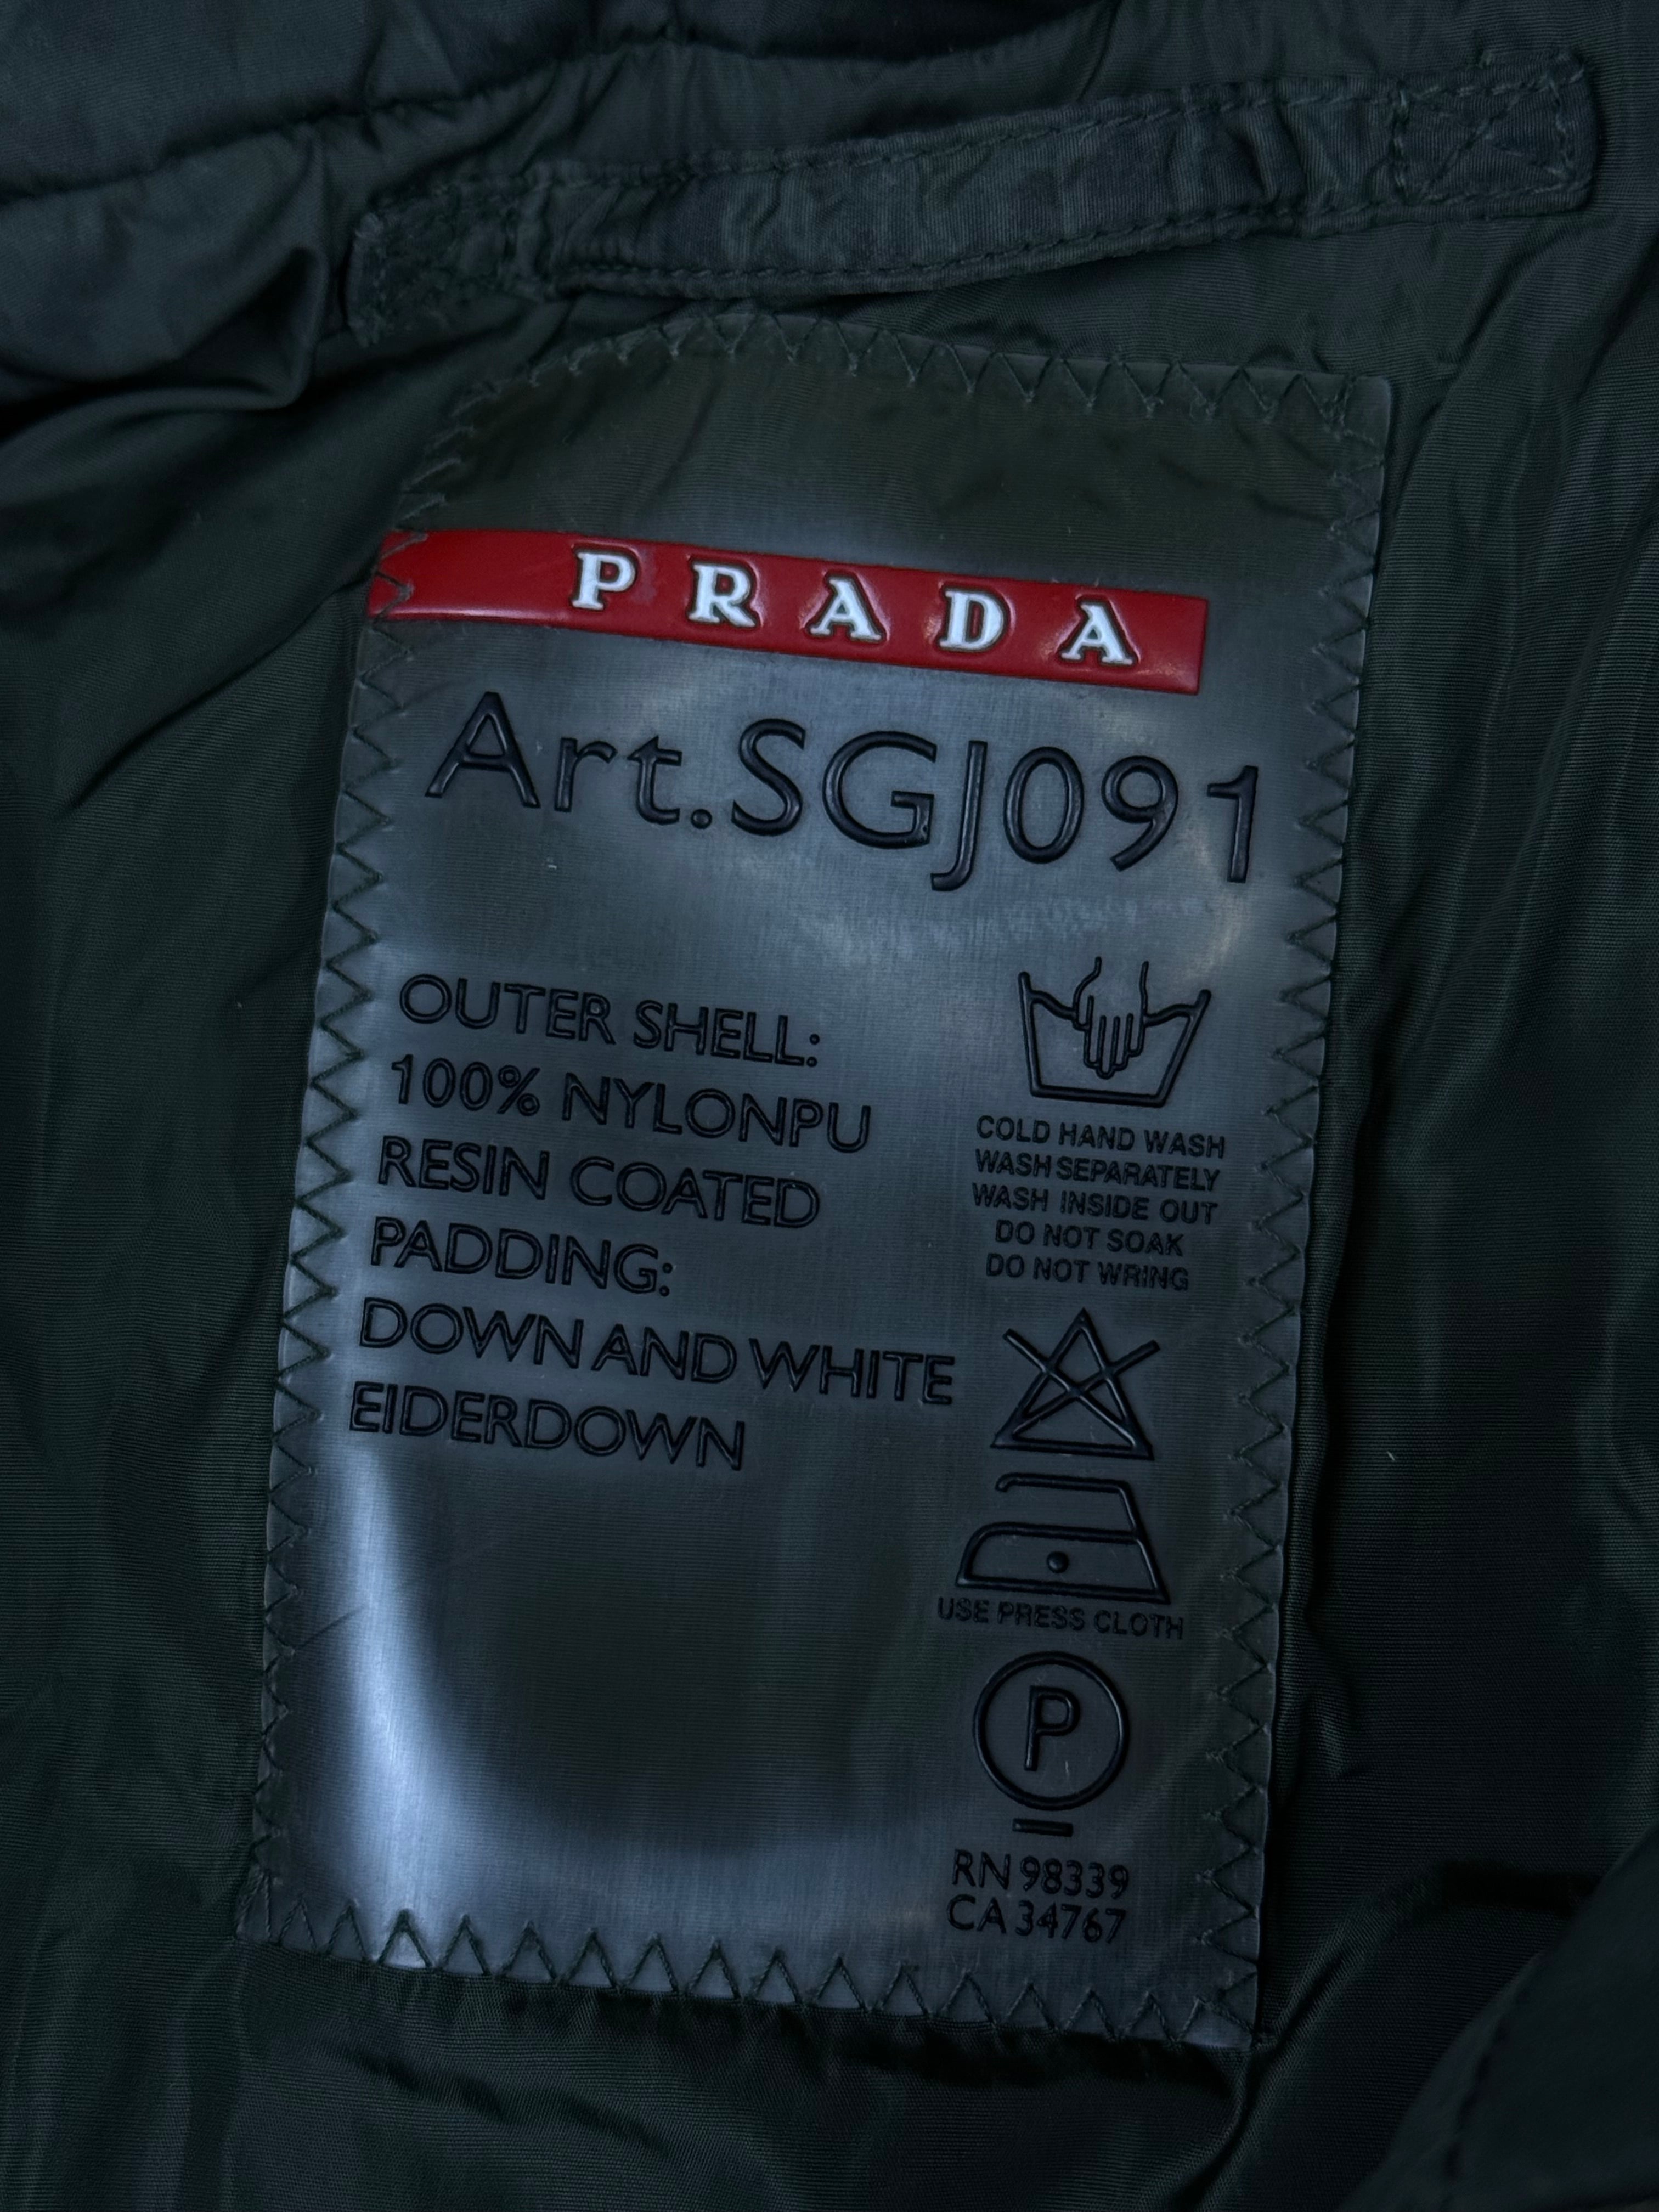 PRADA
Art.SGJ091
OUTER SHELL:
100% NYLONPU
RESIN COATED
PADDING:
DOWN AND WHITE
EIDERDOWN
COLD HAND WASH
WASH SEPARATELY
WASH INSIDE OUT
DO NOT SOAK
DO NOT WRING
USE PRESS CLOTH
P
RN 98339
CA 34767